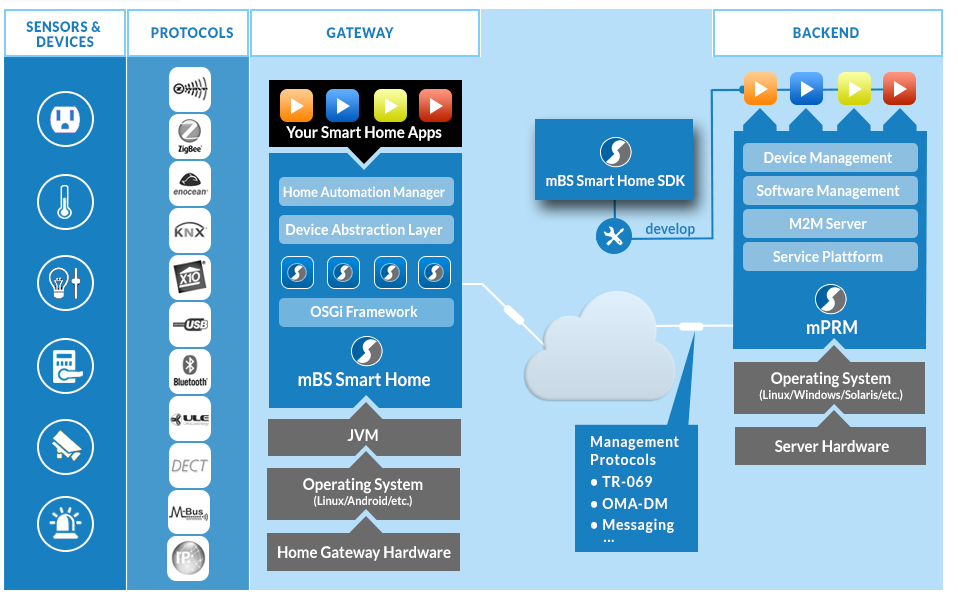 SENSORS &
DEVICES
PROTOCOLS
GATEWAY
BACKEND
ZigBee
enocean
KNX
X10
USB
Bluetooth
ULE
DECT
M-Bus
IP
Your Smart Home Apps
Home Automation Manager
Device Abstraction Layer
OSGi Framework
mBS Smart Home
JVM
Operating System
(Linux/Android/etc.)
Home Gateway Hardware
mBS Smart Home SDK
develop
Management
Protocols
• TR-069
• OMA-DM
• Messaging
...
Device Management
Software Management
M2M Server
Service Plattform
mPRM
Operating System
(Linux/Windows/Solaris/etc.)
Server Hardware